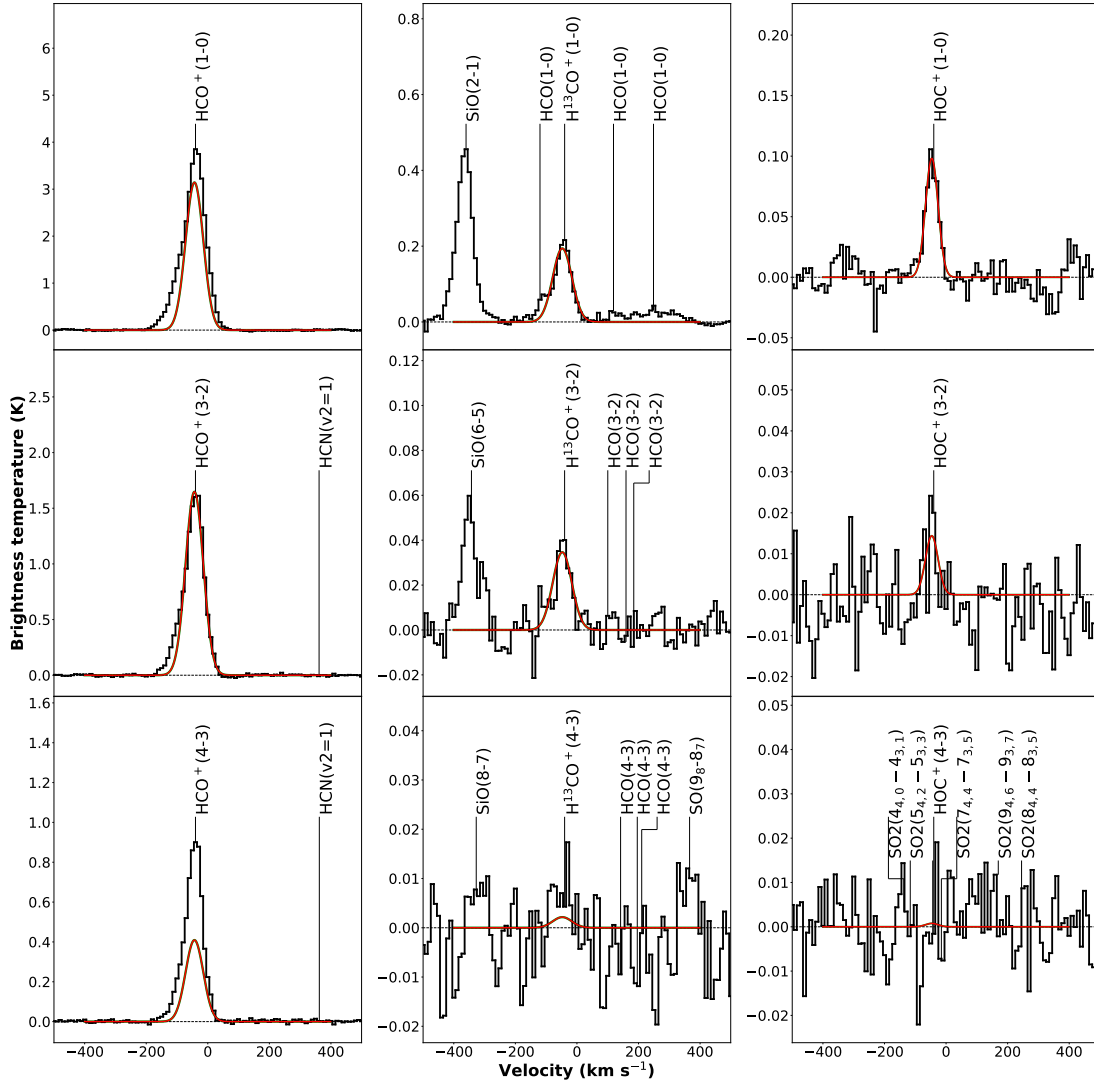 HCO⁺(1-0)
6
5
4
3
2
1
0
SiO(2-1)
HCO(1-0)
H¹³CO⁺(1-0)
HCO(1-0)
HCO(1-0)
0.8
0.6
0.4
0.2
0.0
HOC⁺(1-0)
0.20
0.15
0.10
0.05
0.00
−0.05
Brightness temperature (K)
HCO⁺(3-2)
HCN(v2=1)
2.5
2.0
1.5
1.0
0.5
0.0
SiO(6-5)
H¹³CO⁺(3-2)
HCO(3-2)
HCO(3-2)
HCO(3-2)
0.12
0.10
0.08
0.06
0.04
0.02
0.00
−0.02
HOC⁺(3-2)
0.05
0.04
0.03
0.02
0.01
0.00
−0.01
−0.02
HCO⁺(4-3)
HCN(v2=1)
1.6
1.4
1.2
1.0
0.8
0.6
0.4
0.2
0.0
−400 −200 0 200 400
SiO(8-7)
H¹³CO⁺(4-3)
HCO(4-3)
HCO(4-3)
HCO(4-3)
SO(9₈-8₇)
0.04
0.03
0.02
0.01
0.00
−0.01
−0.02
−400 −200 0 200 400
SO2(4₄,₀ − 4₃,₁)
SO2(5₄,₂ − 5₃,₃)
HOC⁺(4-3)
SO2(7₄,₄ − 7₃,₅)
SO2(9₄,₆ − 9₃,₇)
SO2(8₄,₄ − 8₃,₅)
0.05
0.04
0.03
0.02
0.01
0.00
−0.01
−0.02
−400 −200 0 200 400
Velocity (km s⁻¹)